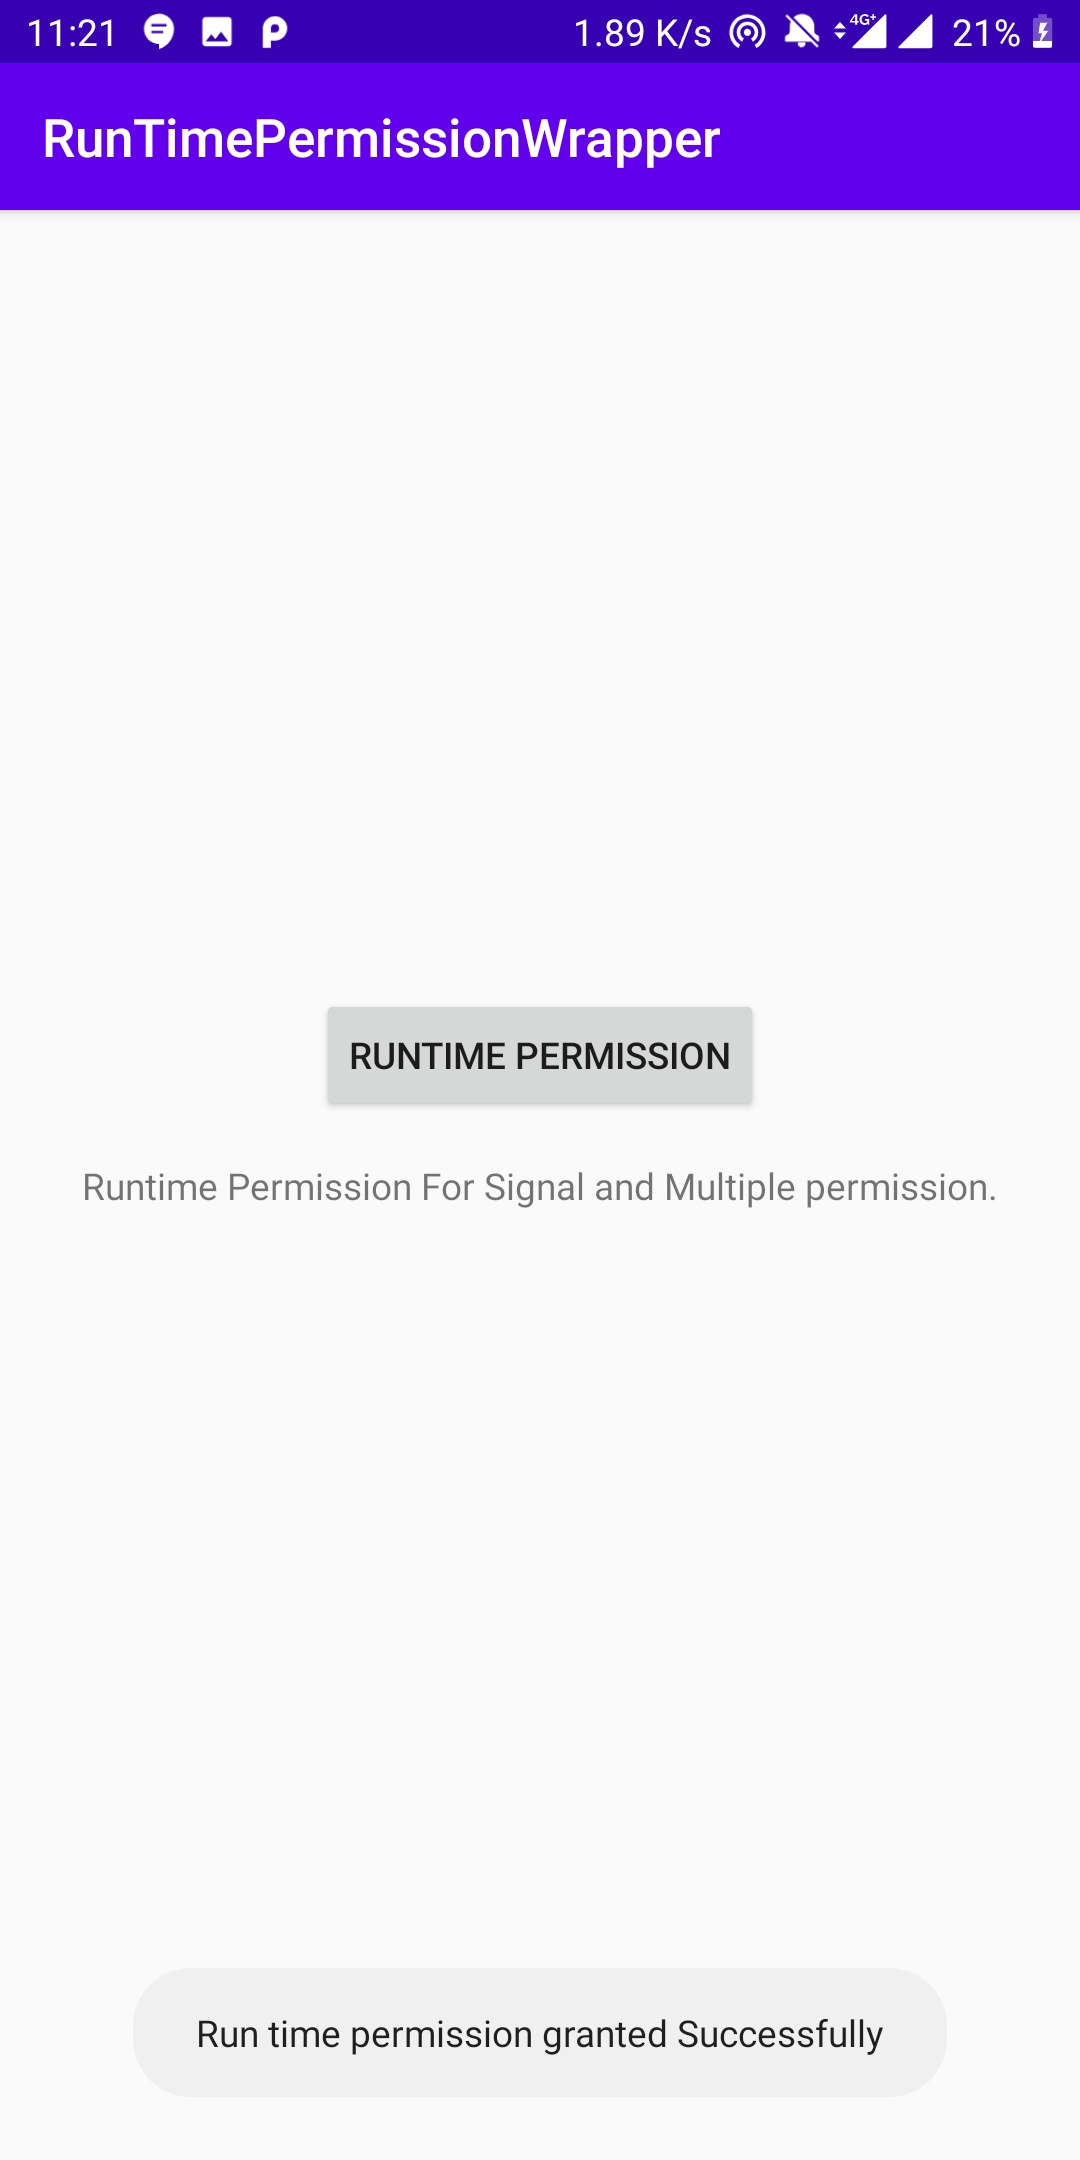 11:21 1.89 K/s 4G+ 21%
RunTimePermissionWrapper
RUNTIME PERMISSION
Runtime Permission For Signal and Multiple permission.
Run time permission granted Successfully